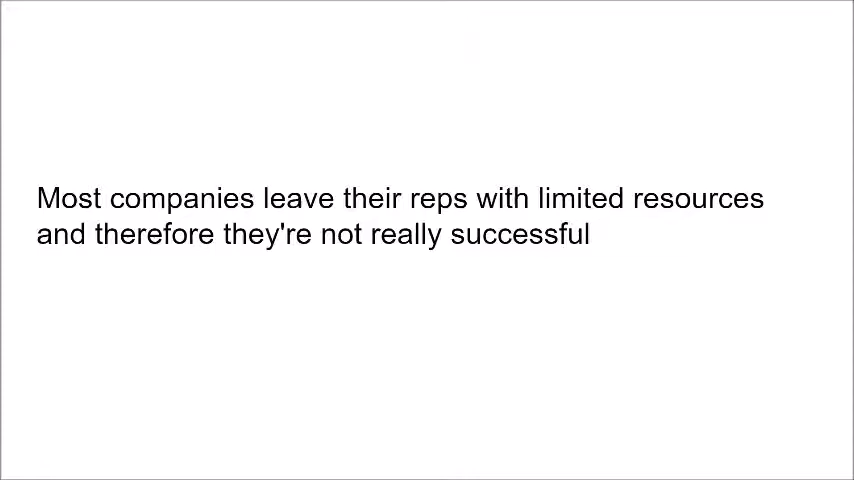 Most companies leave their reps with limited resources
and therefore they're not really successful